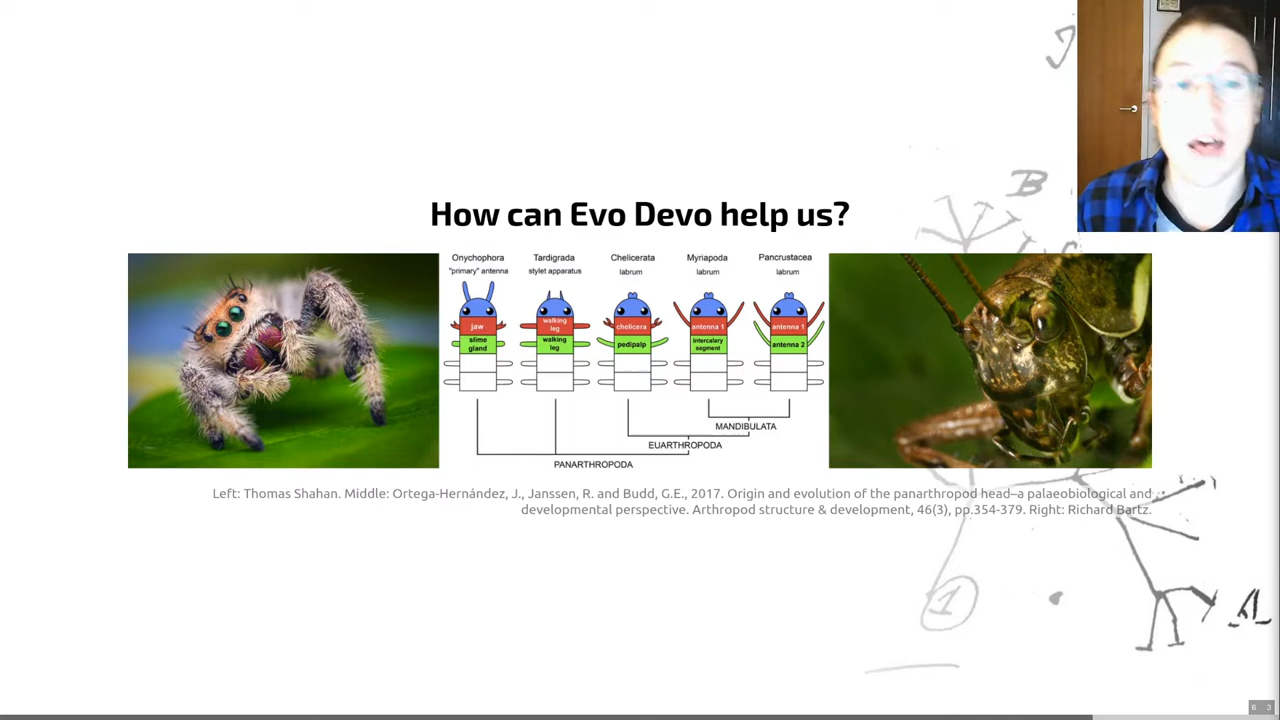 How can Evo Devo help us?
Onychophora
"primary" antenna
Tardigrada
stylet apparatus
Chelicerata
labrum
Myriapoda
labrum
Pancrustacea
labrum
jaw
slime
gland
walking
leg
walking
leg
chelicera
pedipalp
antenna 1
intercalary
segment
antenna 1
antenna 2
MANDIBULATA
EUARTHROPODA
PANARTHROPODA
Left: Thomas Shahan. Middle: Ortega-Hernández, J., Janssen, R. and Budd, G.E., 2017. Origin and evolution of the panarthropod head–a palaeobiological and
developmental perspective. Arthropod structure & development, 46(3), pp.354-379. Right: Richard Bartz.
B
1
A
6.3